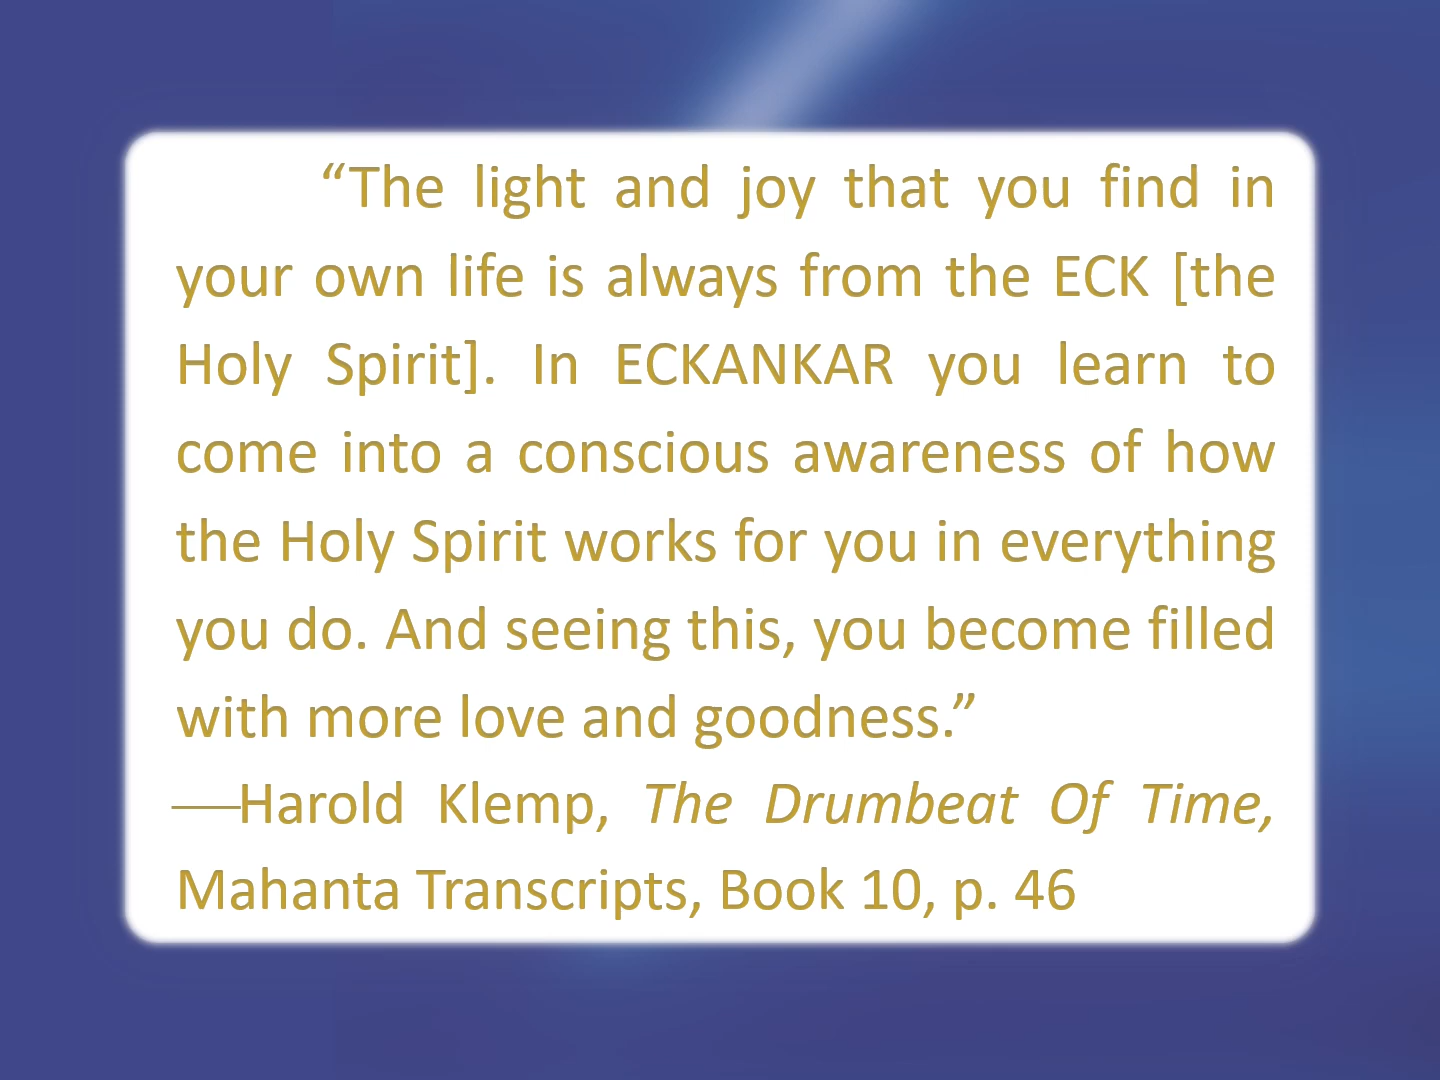 “The light and joy that you find in
your own life is always from the ECK [the
Holy Spirit]. In ECKANKAR you learn to
come into a conscious awareness of how
the Holy Spirit works for you in everything
you do. And seeing this, you become filled
with more love and goodness.”
—Harold Klemp, The Drumbeat Of Time,
Mahanta Transcripts, Book 10, p. 46